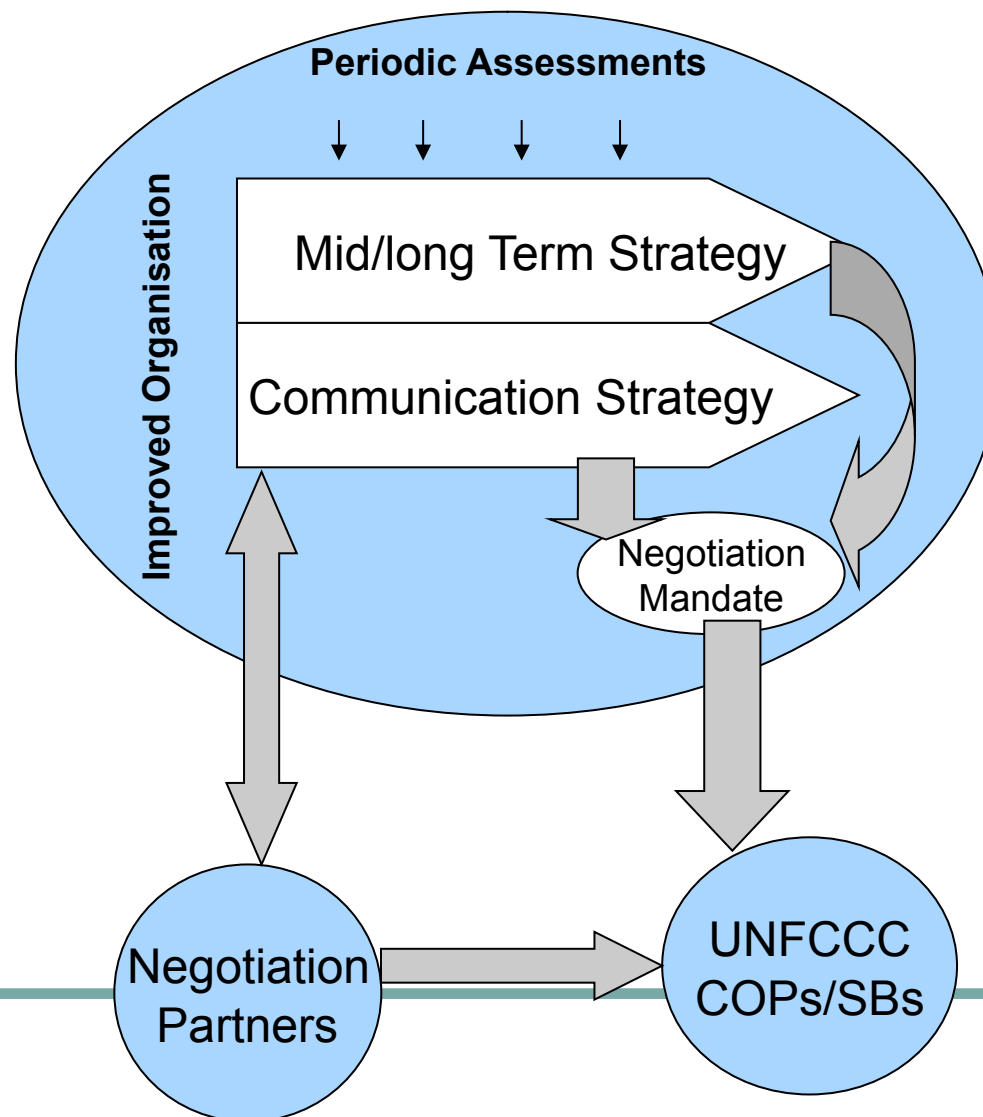 Periodic Assessments
Improved Organisation
Mid/long Term Strategy
Communication Strategy
Negotiation
Mandate
Negotiation
Partners
UNFCCC
COPs/SBs